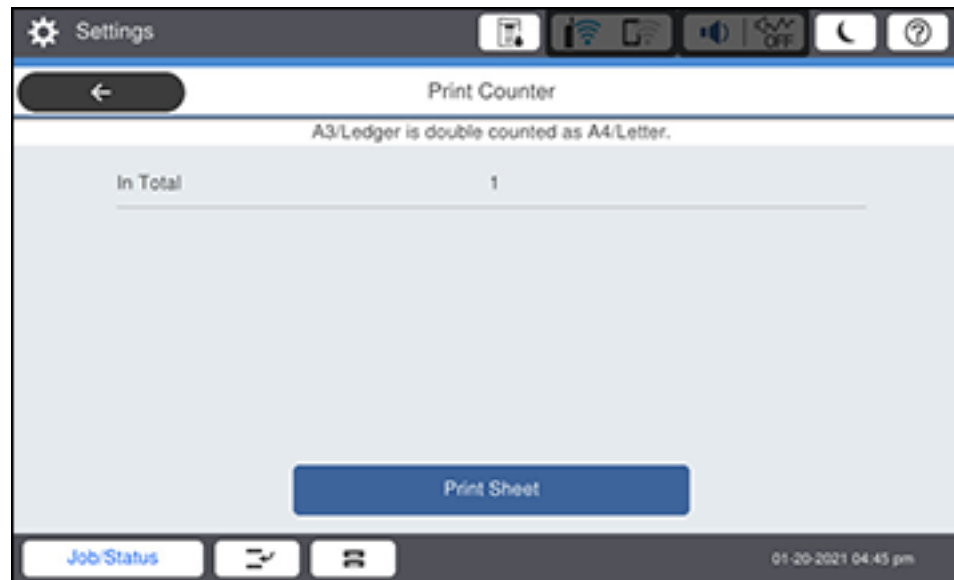 Settings
OFF
Print Counter
A3/Ledger is double counted as A4/Letter.
In Total 1
Print Sheet
Job/Status 01-20-2021 04:45 pm